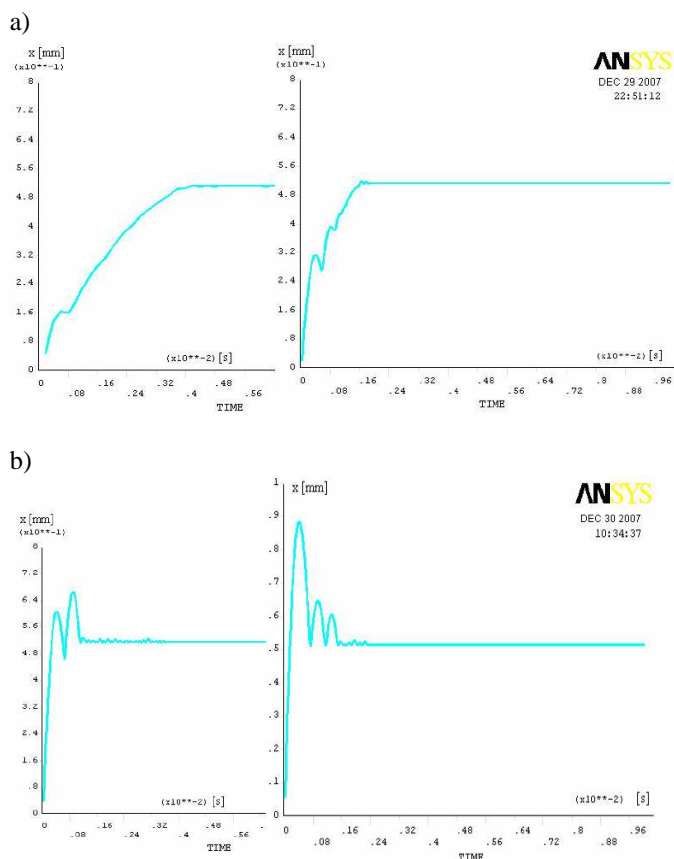 a)
x [mm]
(x10**-1)
8
7.2
6.4
5.6
4.8
4
3.2
2.4
1.6
.8
0
(x10**-2) [s]
0 .16 .32 .48
.08 .24 .4 .56
TIME
x [mm]
(x10**-1)
8
7.2
6.4
5.6
4.8
4
3.2
2.4
1.6
.8
0
(x10**-2) [s]
0 .16 .32 .48 .64 .8 .96
.08 .24 .4 .56 .72 .88
TIME
ANSYS
DEC 29 2007
22:51:12
b)
x [mm]
(x10**-1)
8
7.2
6.4
5.6
4.8
4
3.2
2.4
1.6
.8
0
(x10**-2) [s]
0 .16 .32 .48 .
.08 .24 .4 .56
TIME
x [mm]
1
.9
.8
.7
.6
.5
.4
.3
.2
.1
0
(x10**-2) [s]
0 .16 .32 .48 .64 .8 .96
.08 .24 .4 .56 .72 .88
TIME
ANSYS
DEC 30 2007
10:34:37